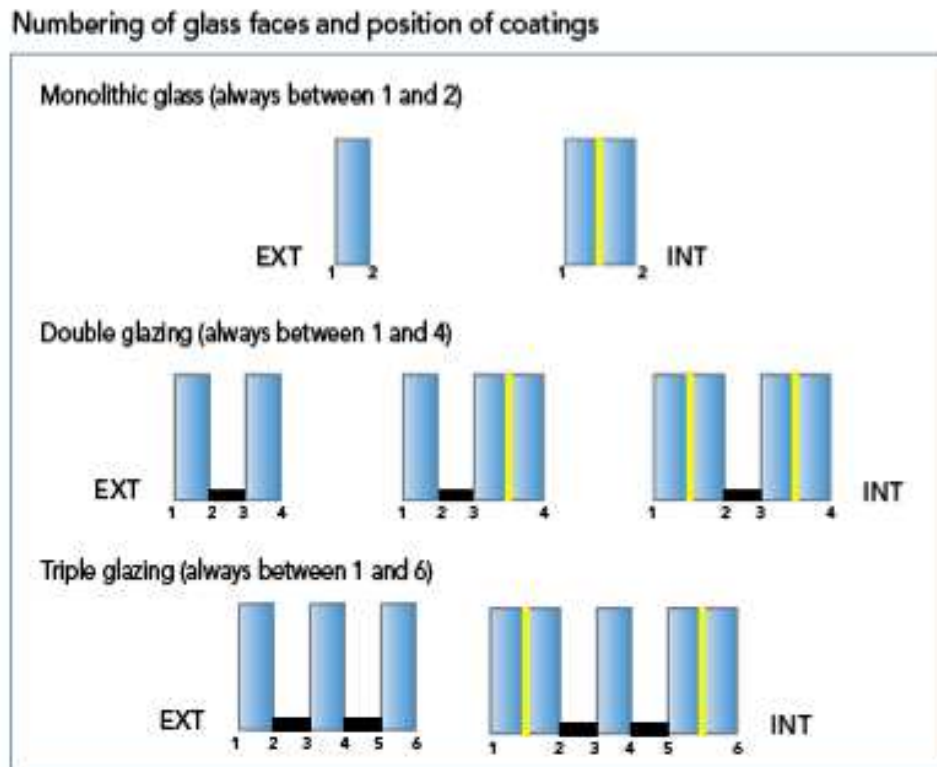 Numbering of glass faces and position of coatings
Monolithic glass (always between 1 and 2)
EXT
1 2
1 2
INT
Double glazing (always between 1 and 4)
EXT
1 2 3 4
1 2 3 4
1 2 3 4
INT
Triple glazing (always between 1 and 6)
EXT
1 2 3 4 5 6
1 2 3 4 5 6
INT